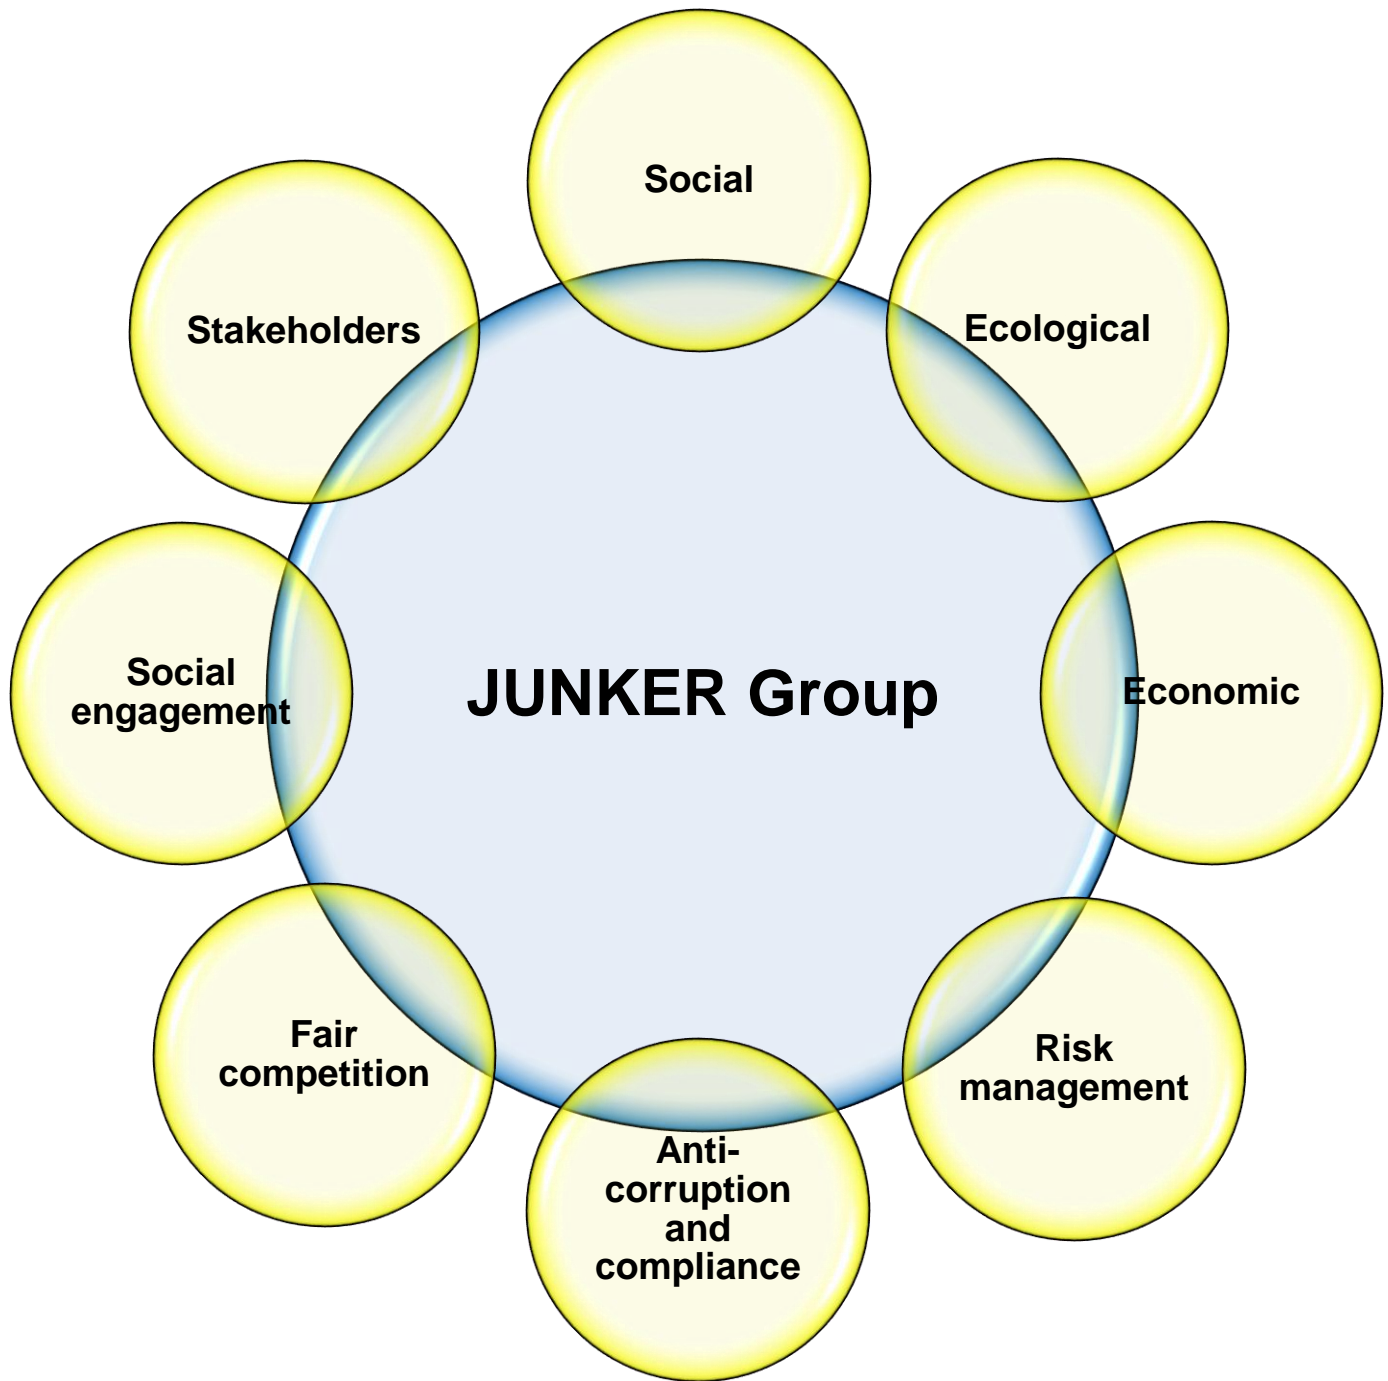 Social
Stakeholders
Ecological
Social
engagement
JUNKER Group
Economic
Fair
competition
Risk
management
Anti-
corruption
and
compliance